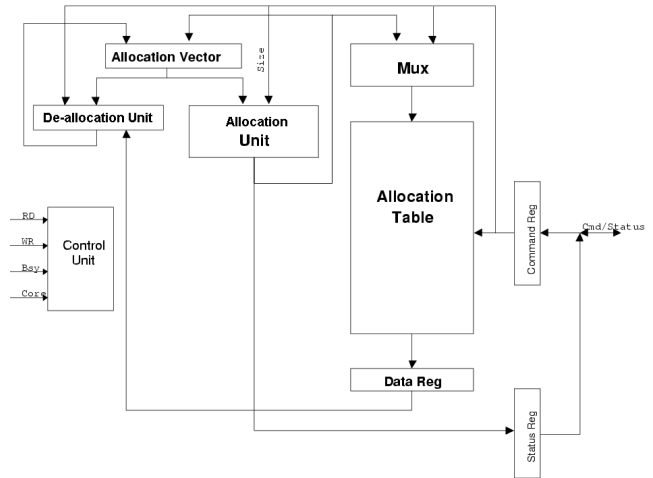 Allocation Vector
Size
Mux
De-allocation Unit
Allocation
Unit
Allocation
Table
Command Reg
Cmd/Status
RD
WR
Bsy
Core
Control
Unit
Data Reg
Status Reg